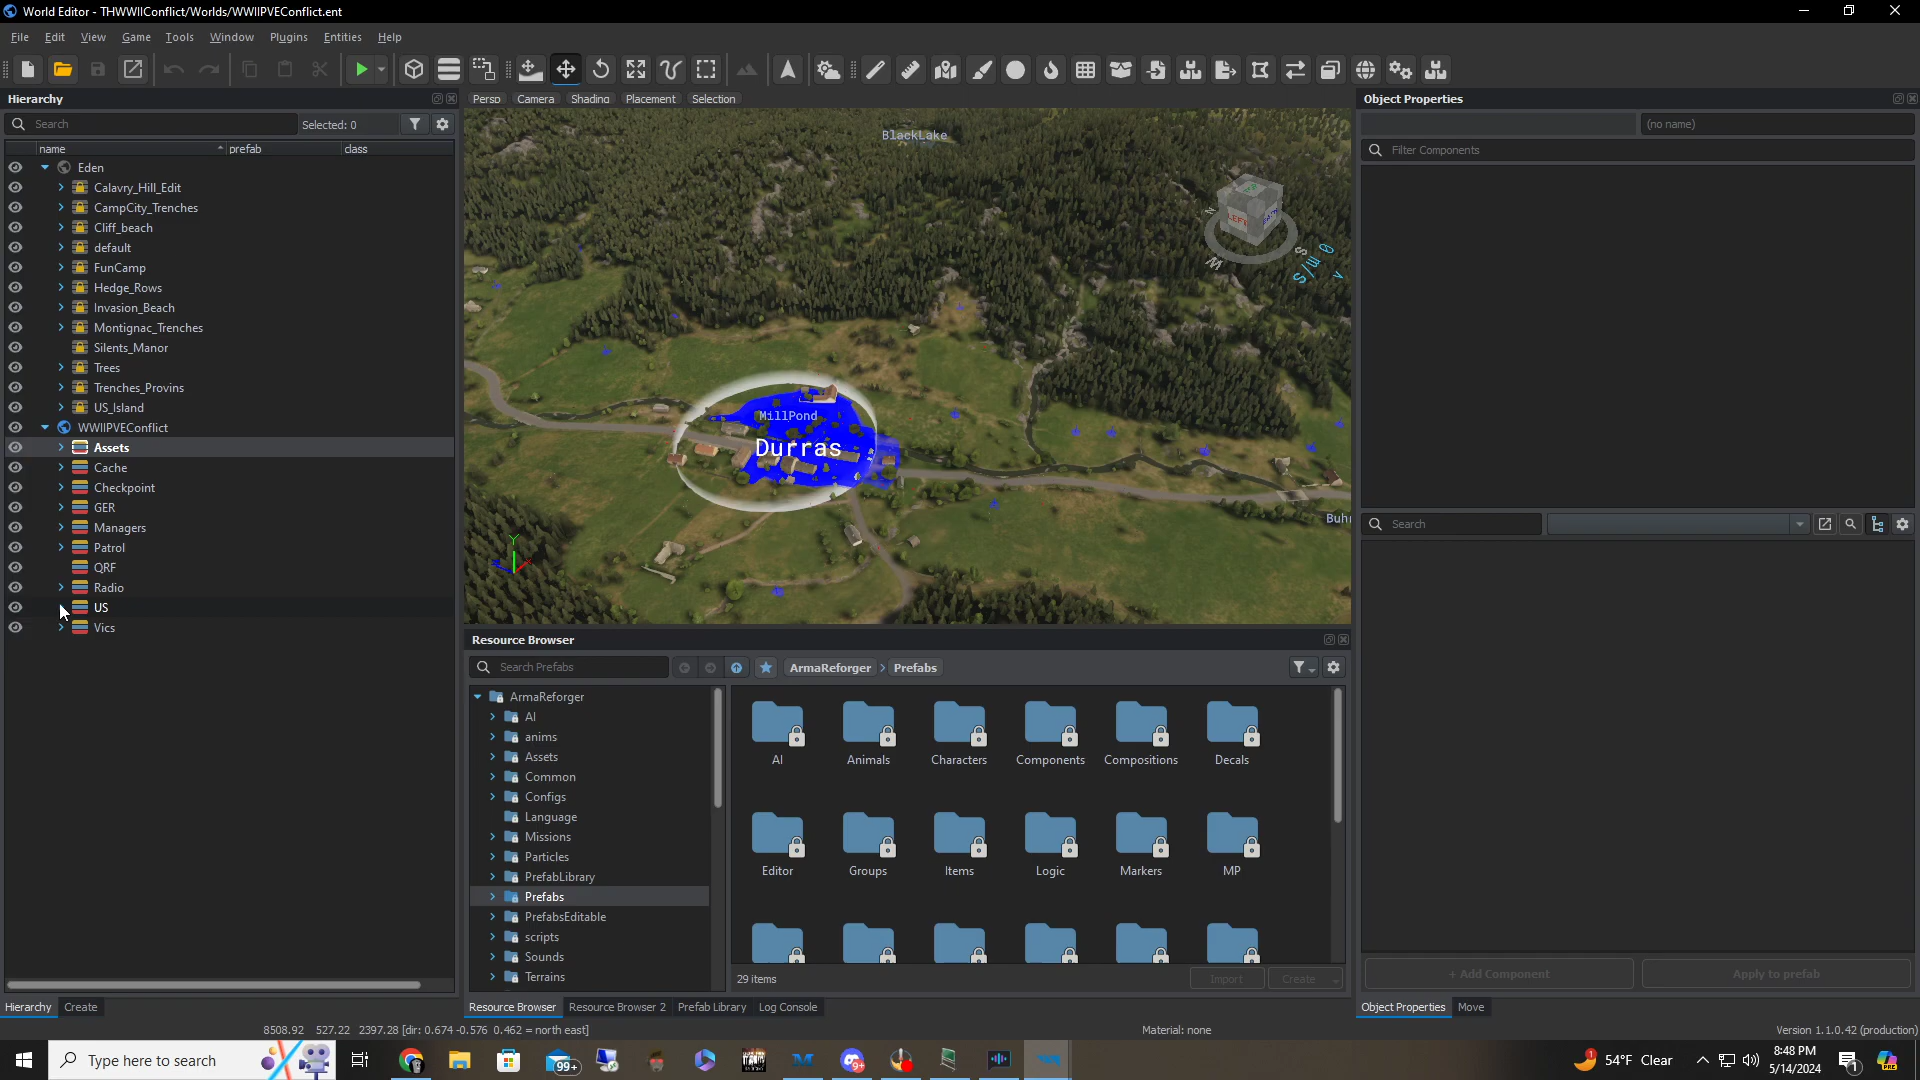 World Editor - THWWIIConflict/Worlds/WWIIPVEConflict.ent
File Edit View Game Tools Window Plugins Entities Help
Hierarchy
Search
Selected: 0
name prefab class
Eden
Calavry_Hill_Edit
CampCity_Trenches
Cliff_beach
default
FunCamp
Hedge_Rows
Invasion_Beach
Montignac_Trenches
Silents_Manor
Trees
Trenches_Provins
US_Island
WWIIPVEConflict
Assets
Cache
Checkpoint
GER
Managers
Patrol
QRF
Radio
US
Vics
Hierarchy Create
Persp Camera Shading Placement Selection
BlackLake
LEFT
MillPond
Durras
Buhr
Y
Resource Browser
Search Prefabs
ArmaReforger > Prefabs
ArmaReforger
AI
anims
Assets
Common
Configs
Language
Missions
Particles
PrefabLibrary
Prefabs
PrefabsEditable
scripts
Sounds
Terrains
AI Animals Characters Components Compositions Decals
Editor Groups Items Logic Markers MP
29 items
Import Create
Resource Browser Resource Browser 2 Prefab Library Log Console
Object Properties
(no name)
Filter Components
Search
+ Add Component Apply to prefab
Object Properties Move
8508.92 527.22 2397.28 [dir: 0.674 -0.576 0.462 = north east]
Material: none
Version 1.1.0.42 (production)
Type here to search
99+
9+
1
54°F Clear
8:48 PM
5/14/2024
1